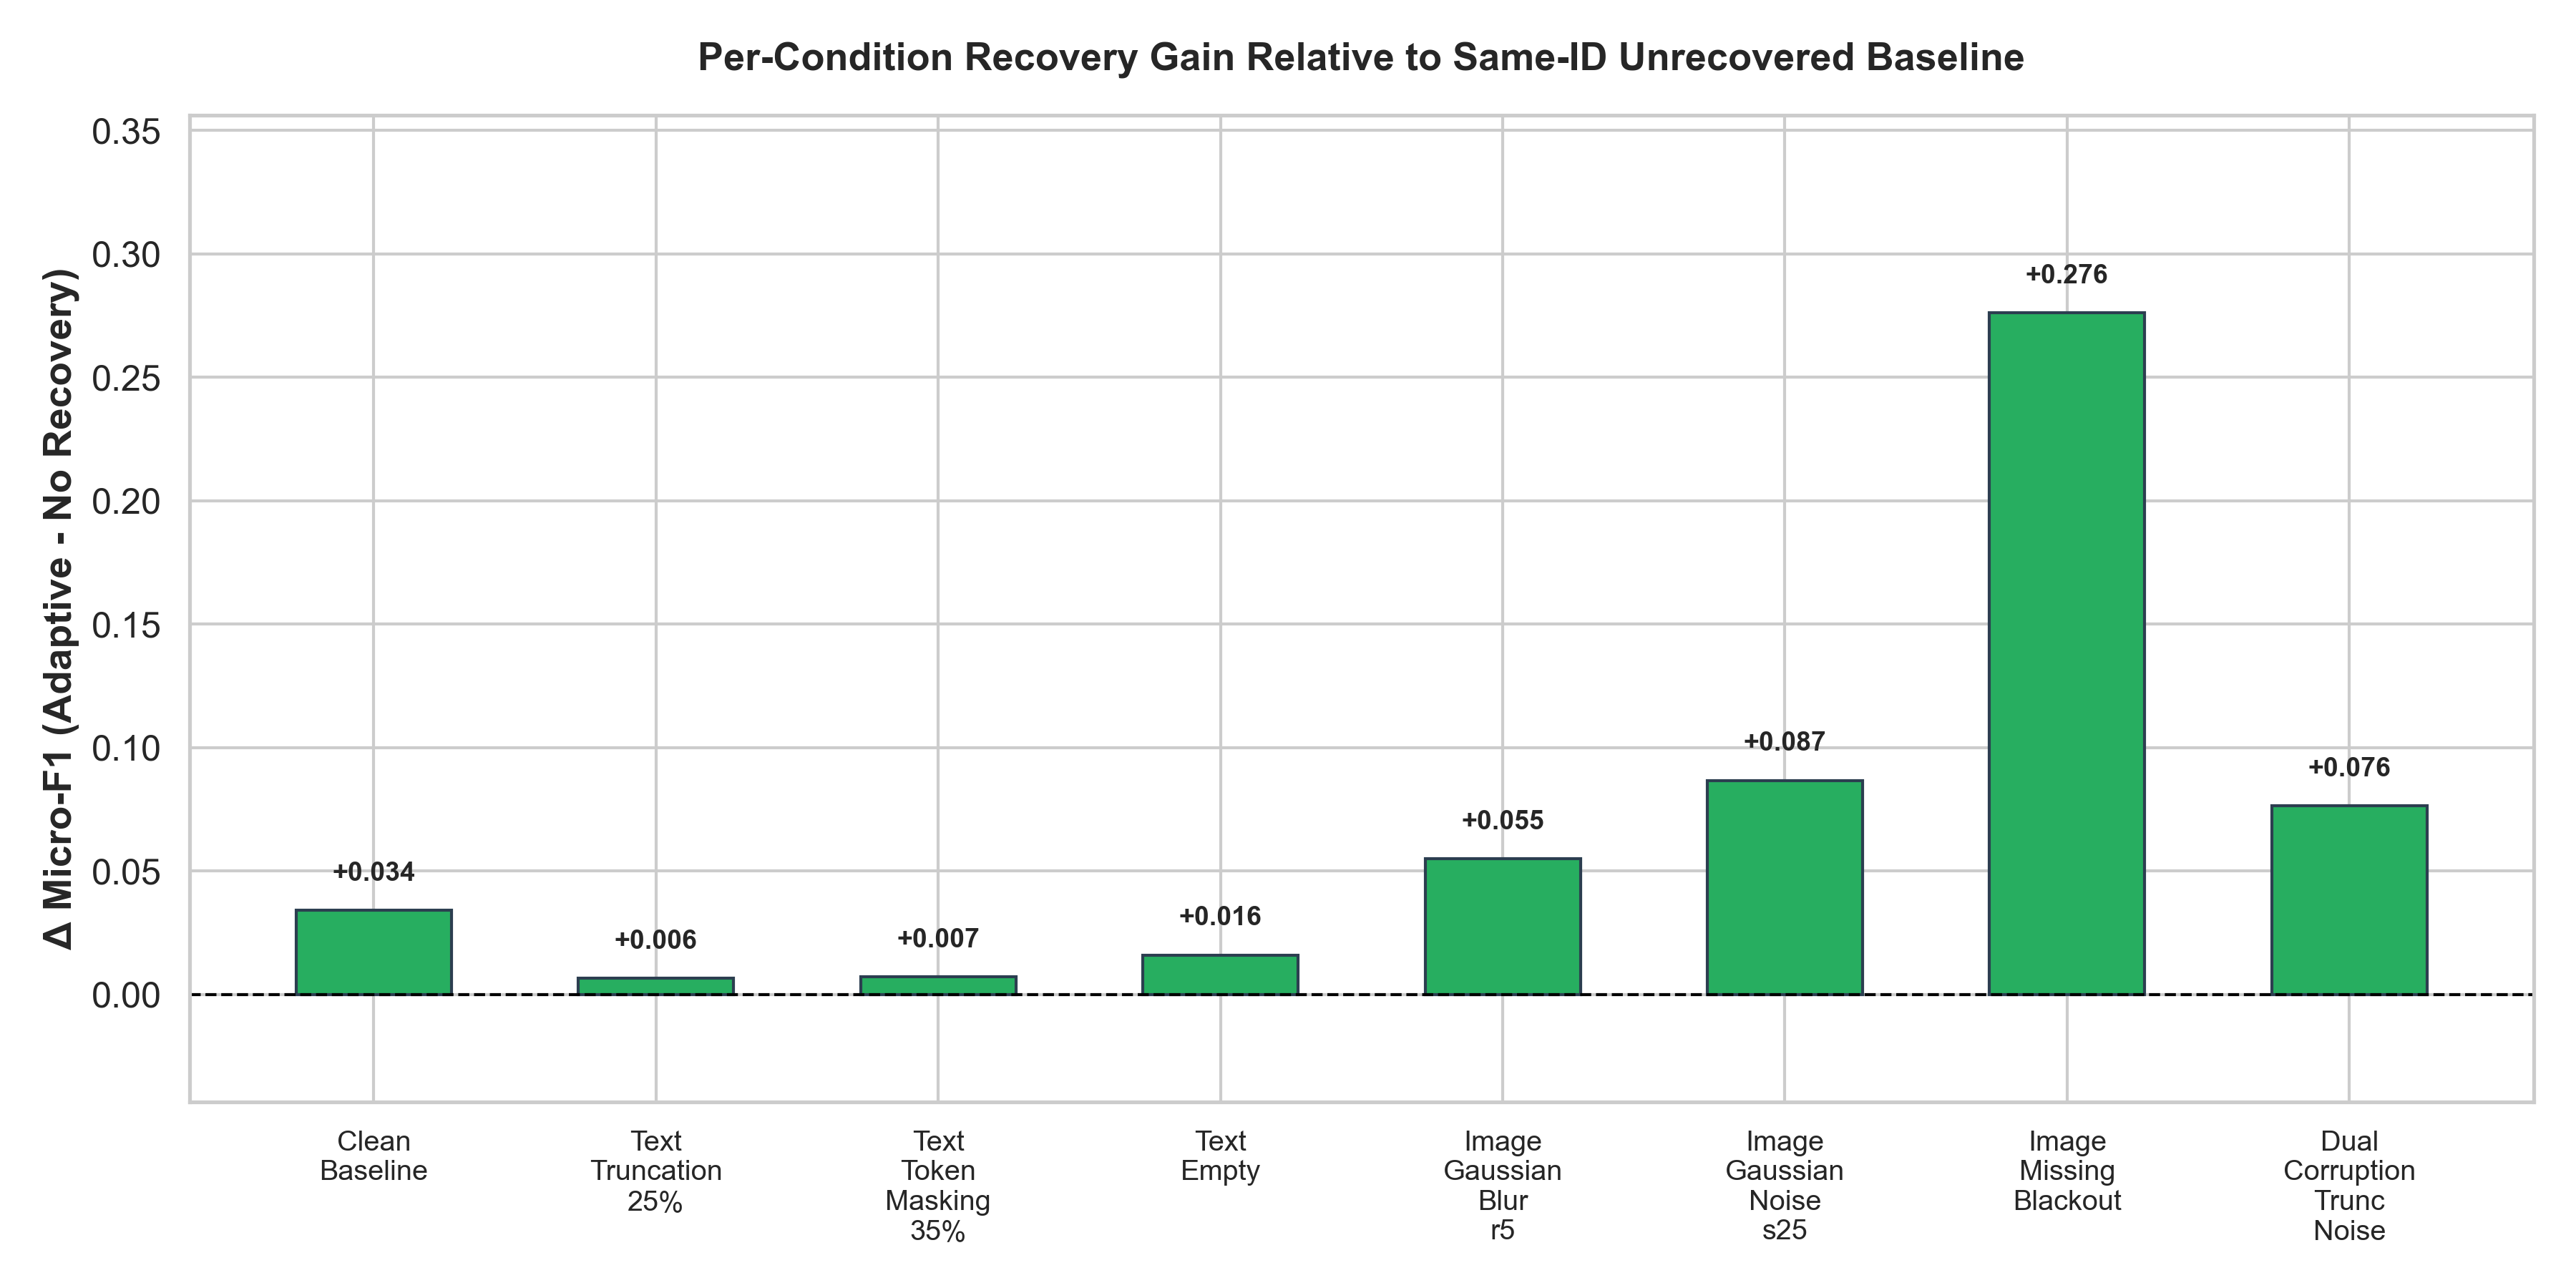 Per-Condition Recovery Gain Relative to Same-ID Unrecovered Baseline
Δ Micro-F1 (Adaptive - No Recovery)
0.35
0.30
0.25
0.20
0.15
0.10
0.05
0.00
+0.034
+0.006
+0.007
+0.016
+0.055
+0.087
+0.276
+0.076
Clean
Baseline
Text
Truncation
25%
Text
Token
Masking
35%
Text
Empty
Image
Gaussian
Blur
r5
Image
Gaussian
Noise
s25
Image
Missing
Blackout
Dual
Corruption
Trunc
Noise